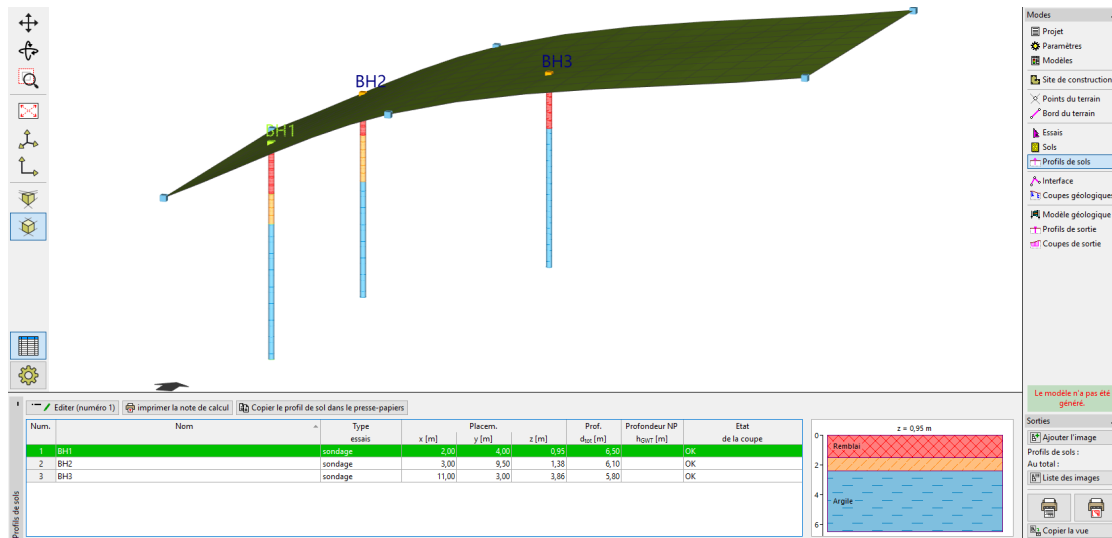 BH1
BH2
BH3
Modes
Projet
Paramètres
Modèles
Site de construction
Points du terrain
Bord du terrain
Essais
Sols
Profils de sols
Interface
Coupes géologiques
Modèle géologique
Profils de sortie
Coupes de sortie
Le modèle n'a pas été
généré.
Sorties
Ajouter l'image
Profils de sols :
Au total :
Liste des images
Copier la vue
Profils de sols
Editer (numéro 1) imprimer la note de calcul Copier le profil de sol dans le presse-papiers
Num. Nom Type Placem. Prof. Profondeur NP Etat
essais x [m] y [m] z [m] dtot [m] hGWT [m] de la coupe
1 BH1 sondage 2,00 4,00 0,95 6,50 OK
2 BH2 sondage 3,00 9,50 1,38 6,10 OK
3 BH3 sondage 11,00 3,00 3,86 5,80 OK
z = 0,95 m
0
Remblai
2
4
Argile
6